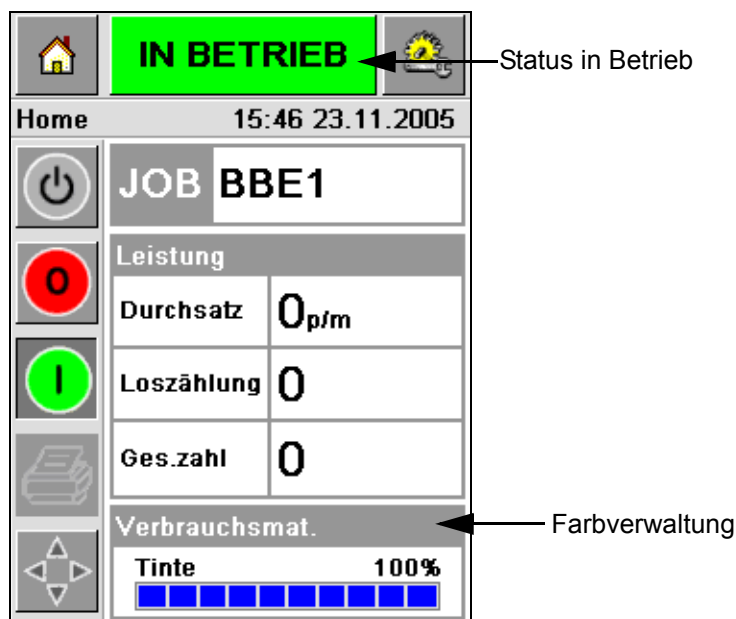 IN BETRIEB
Status in Betrieb
Home 15:46 23.11.2005
JOB BBE1
Leistung
0
Durchsatz 0p/m
I
Loszählung 0
Ges.zahl 0
Verbrauchsmat.
Farbverwaltung
Tinte 100%